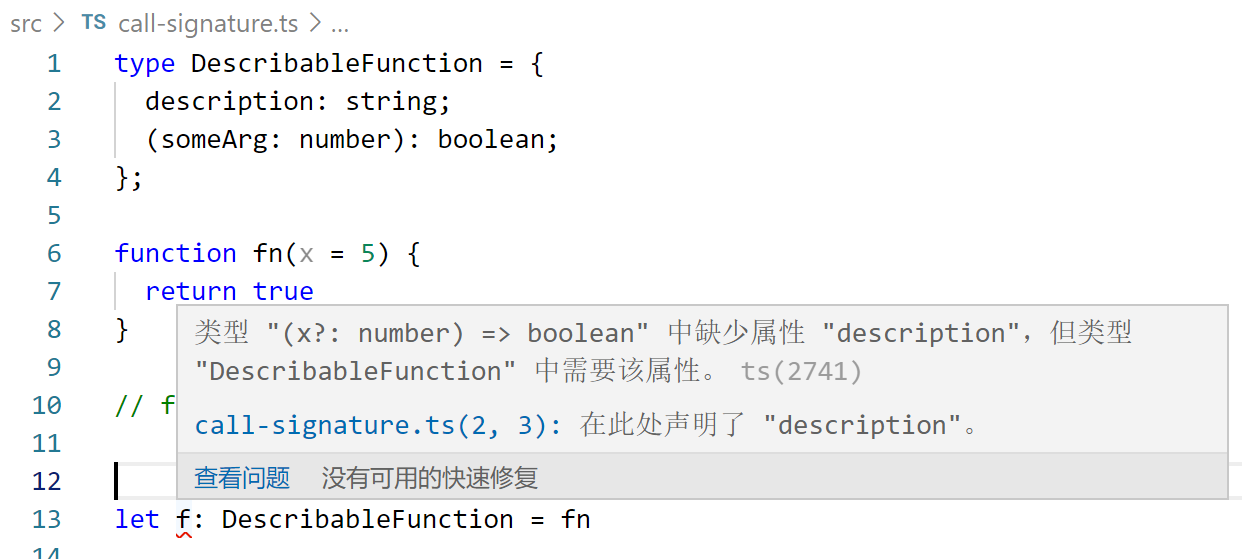 src > TS call-signature.ts > ...
1 type DescribableFunction = {
2 description: string;
3 (someArg: number): boolean;
4 };
5
6 function fn(x = 5) {
7 return true
8 }
类型 "(x?: number) => boolean" 中缺少属性 "description"，但类型
9
"DescribableFunction" 中需要该属性。 ts(2741)
10 // f
call-signature.ts(2, 3): 在此处声明了 "description"。
11
12
查看问题 没有可用的快速修复
13 let f: DescribableFunction = fn
14